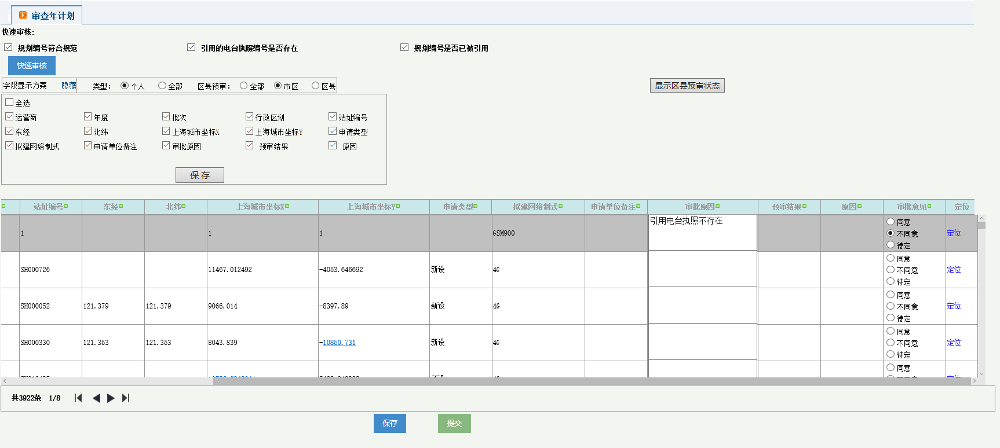 审查年计划
快速审核:
规划编号符合规范 引用的电台执照编号是否存在 规划编号是否已被引用
快速审核
字段显示方案 隐藏 类型: 个人 全部 区县预审: 全部 市区 区县 显示区县预审状态
全选
运营商 年度 批次 行政区划 站址编号
东经 北纬 上海城市坐标X 上海城市坐标Y 申请类型
拟建网络制式 申请单位备注 审批原因 预审结果 原因
保 存
站址编号 东经 北纬 上海城市坐标X 上海城市坐标Y 申请类型 拟建网络制式 申请单位备注 审批原因 预审结果 原因 审批意见 定位
引用电台执照不存在 同意
1 1 1 GSM900 不同意 定位
待定
同意
SH000726 11467.012492 -4053.646692 新设 4G 不同意 定位
待定
同意
SH000052 121.379 121.379 9066.014 -8397.89 新设 4G 不同意 定位
待定
同意
SH000330 121.353 121.353 8043.839 -10850.731 新设 4G 不同意 定位
待定
同意
共3922条 1/8
保存 提交